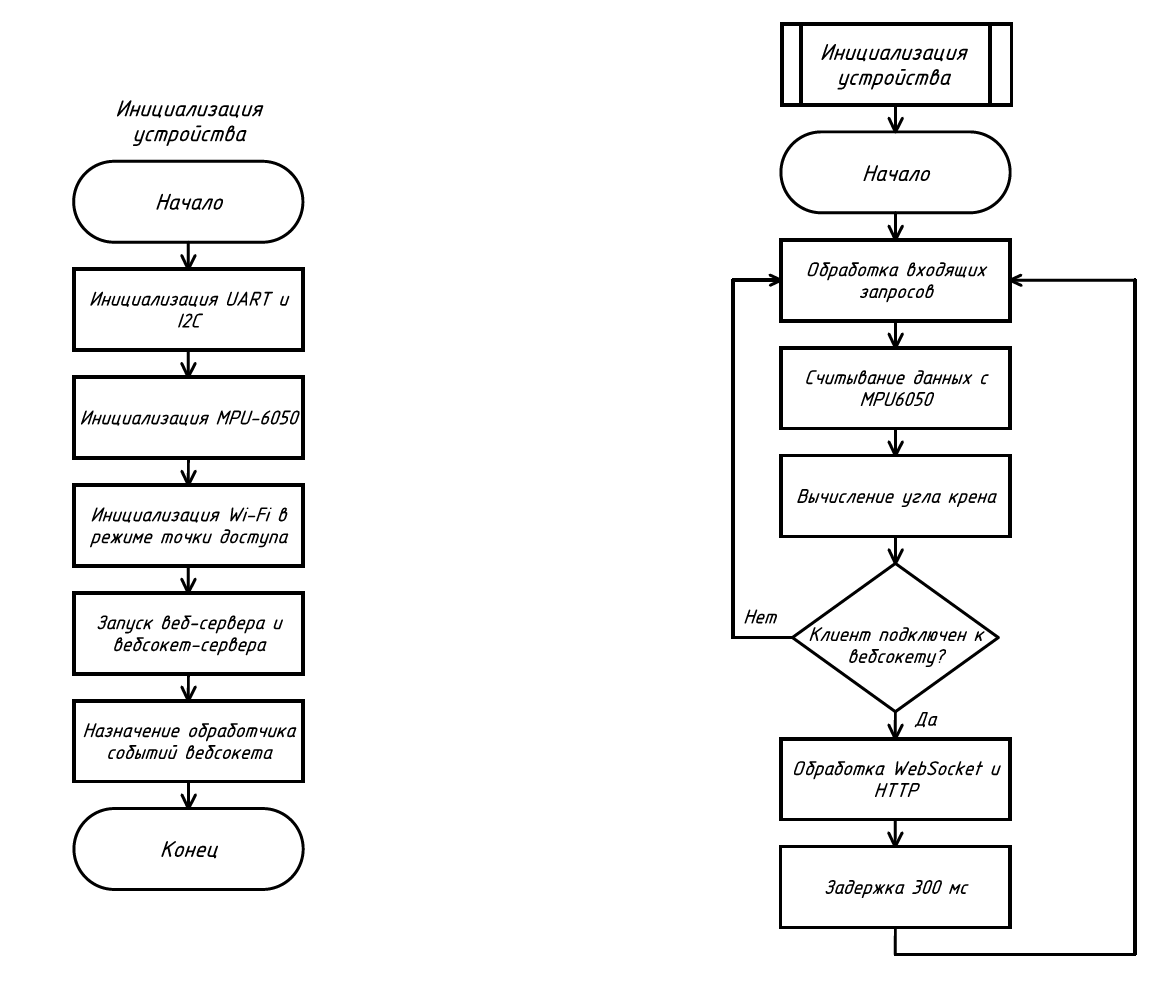 Инициализация
устройства
Начало
Инициализация UART и
I2C
Инициализация MPU-6050
Инициализация Wi-Fi в
режиме точки доступа
Запуск веб-сервера и
вебсокет-сервера
Назначение обработчика
событий вебсокета
Конец
Инициализация
устройства
Начало
Обработка входящих
запросов
Считывание данных с
MPU6050
Вычисление угла крена
Нет
Клиент подключен к
вебсокету?
Да
Обработка WebSocket и
HTTP
Задержка 300 мс